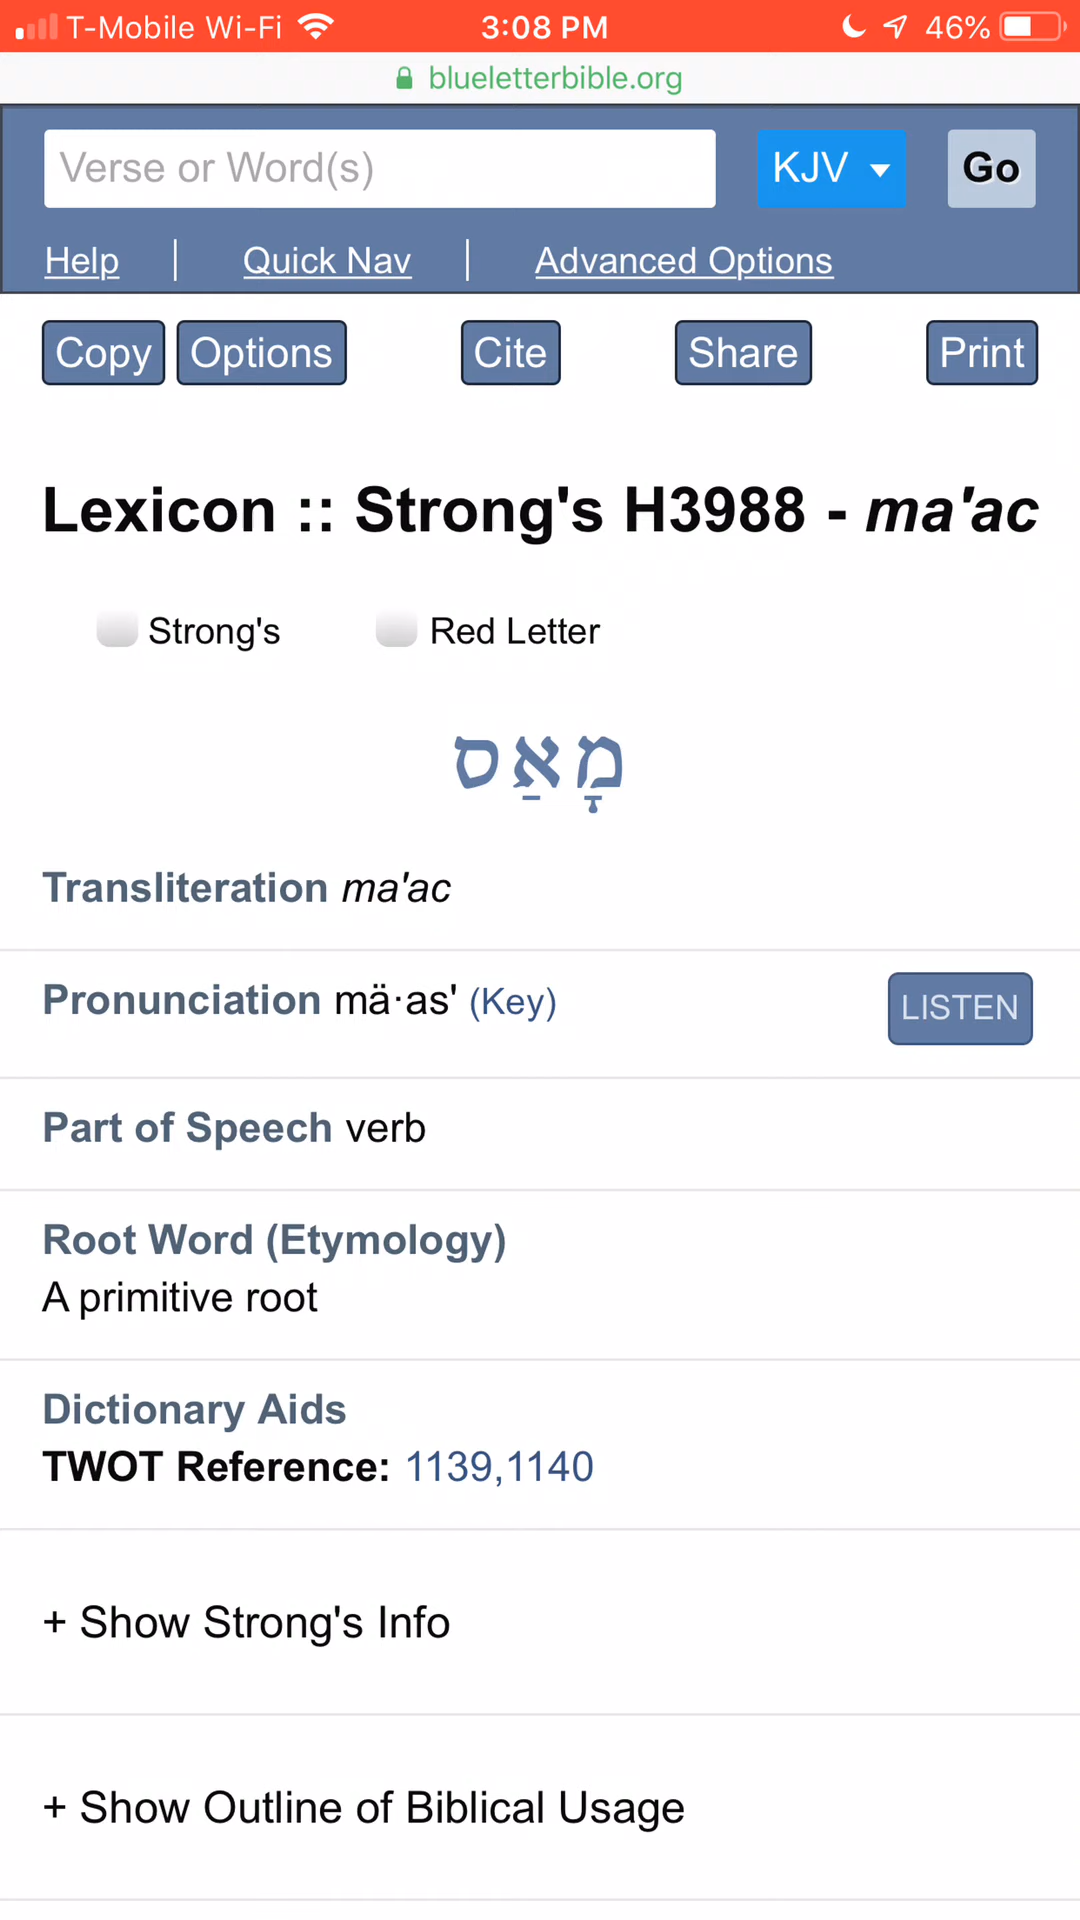 T-Mobile Wi-Fi 3:08 PM 46%
blueletterbible.org
Verse or Word(s) KJV Go
Help | Quick Nav | Advanced Options
Copy Options Cite Share Print
Lexicon :: Strong's H3988 - ma'ac
Strong's Red Letter
מָאַס
Transliteration ma'ac
Pronunciation mä·as' (Key) LISTEN
Part of Speech verb
Root Word (Etymology)
A primitive root
Dictionary Aids
TWOT Reference: 1139,1140
+ Show Strong's Info
+ Show Outline of Biblical Usage